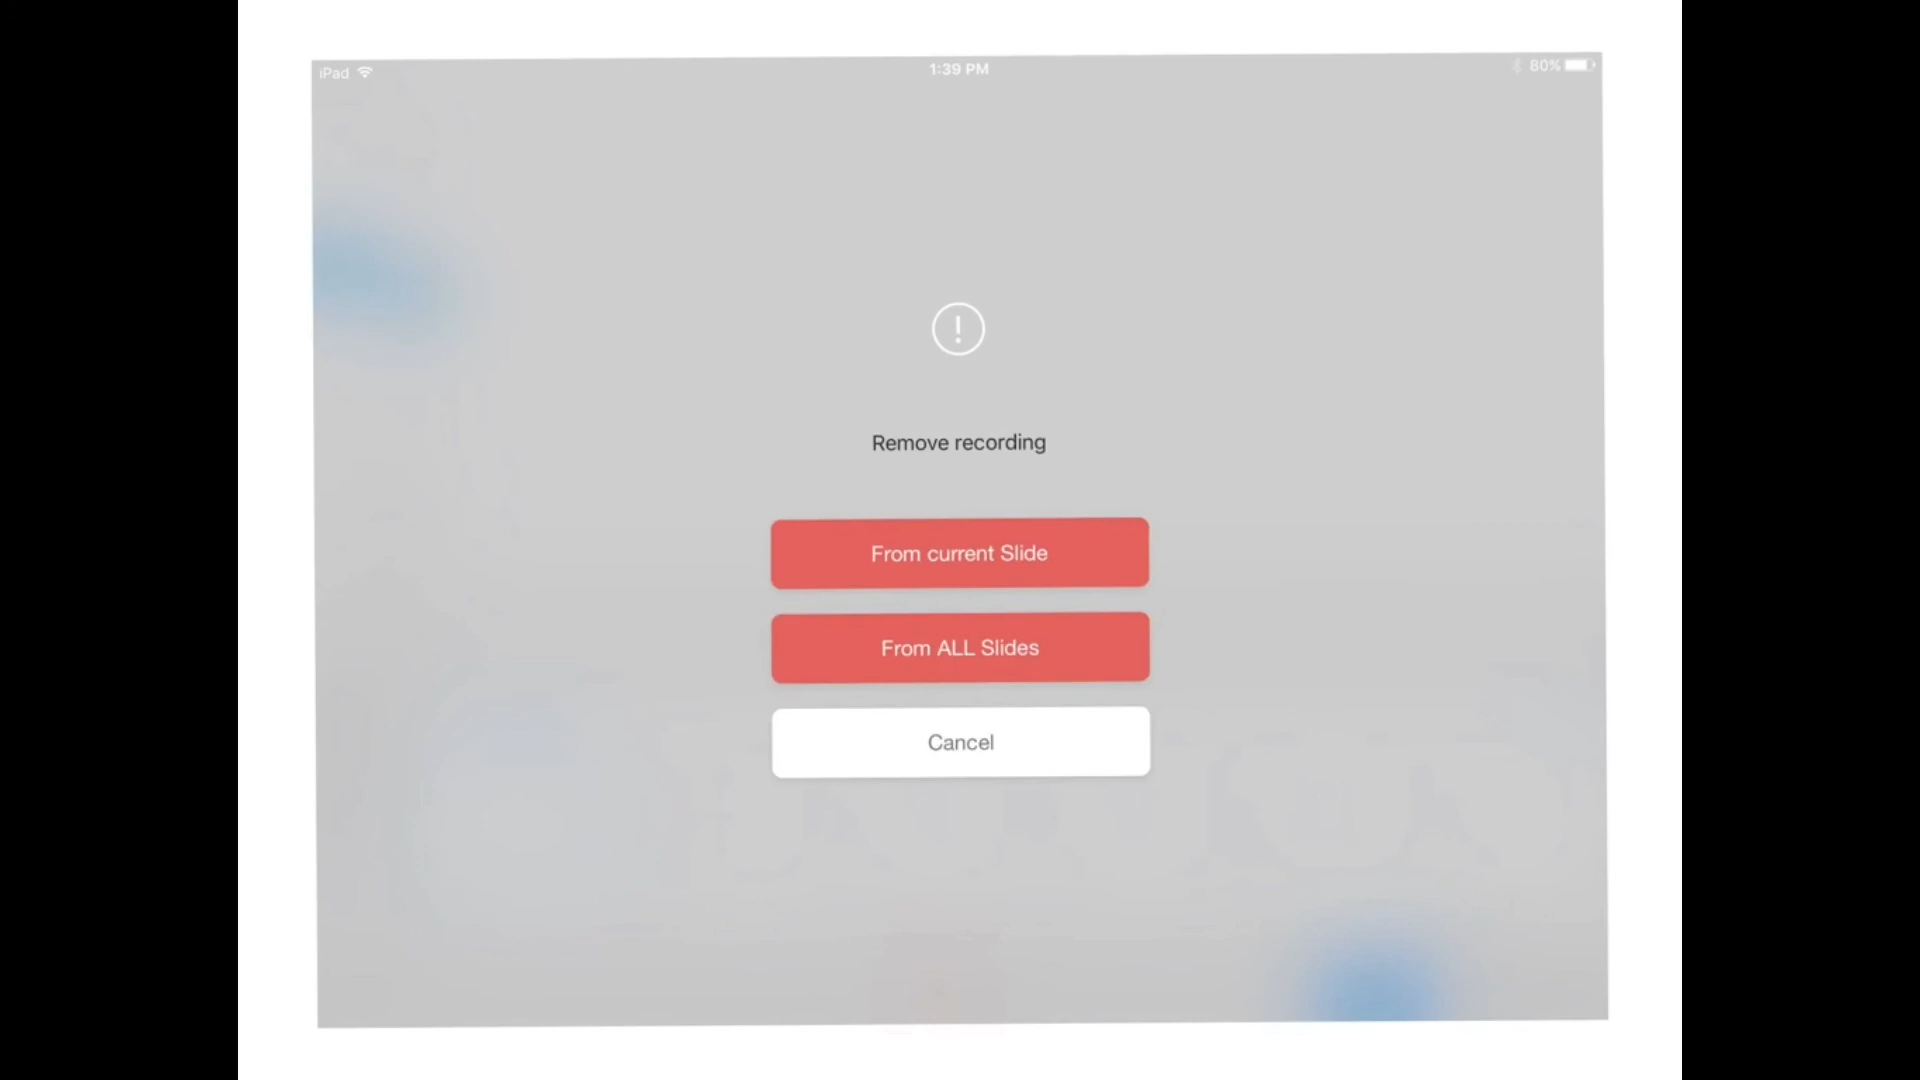 iPad
1:39 PM
80%
Remove recording
From current Slide
From ALL Slides
Cancel